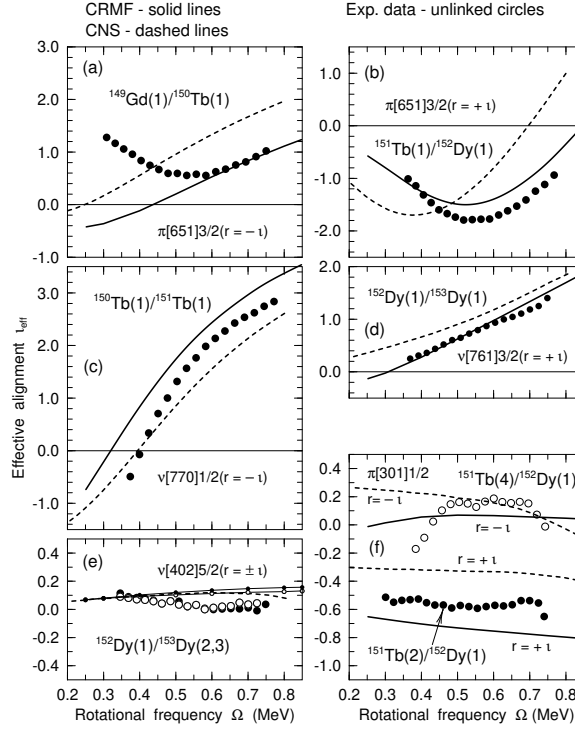 CRMF - solid lines
CNS - dashed lines
Exp. data - unlinked circles
3.0
2.0
1.0
0.0
-1.0
(a)
¹⁴⁹Gd(1)/¹⁵⁰Tb(1)
π[651]3/2(r = − ι)
1.0
0.0
-1.0
-2.0
(b)
π[651]3/2(r = + ι)
¹⁵¹Tb(1)/¹⁵²Dy(1)
Effective alignment ι_eff
3.0
2.0
1.0
0.0
-1.0
¹⁵⁰Tb(1)/¹⁵¹Tb(1)
(c)
ν[770]1/2(r = − ι)
2.0
1.0
0.0
¹⁵²Dy(1)/¹⁵³Dy(1)
(d)
ν[761]3/2(r = + ι)
0.4
0.2
0.0
-0.2
-0.4
(e)
ν[402]5/2(r = ± ι)
¹⁵²Dy(1)/¹⁵³Dy(2,3)
0.4
0.2
0.0
-0.2
-0.4
-0.6
-0.8
-1.0
π[301]1/2
¹⁵¹Tb(4)/¹⁵²Dy(1)
r = − ι
r = − ι
(f)
r = + ι
¹⁵¹Tb(2)/¹⁵²Dy(1)
r = + ι
0.2 0.3 0.4 0.5 0.6 0.7 0.8
Rotational frequency Ω (MeV)
0.2 0.3 0.4 0.5 0.6 0.7 0.8
Rotational frequency Ω (MeV)